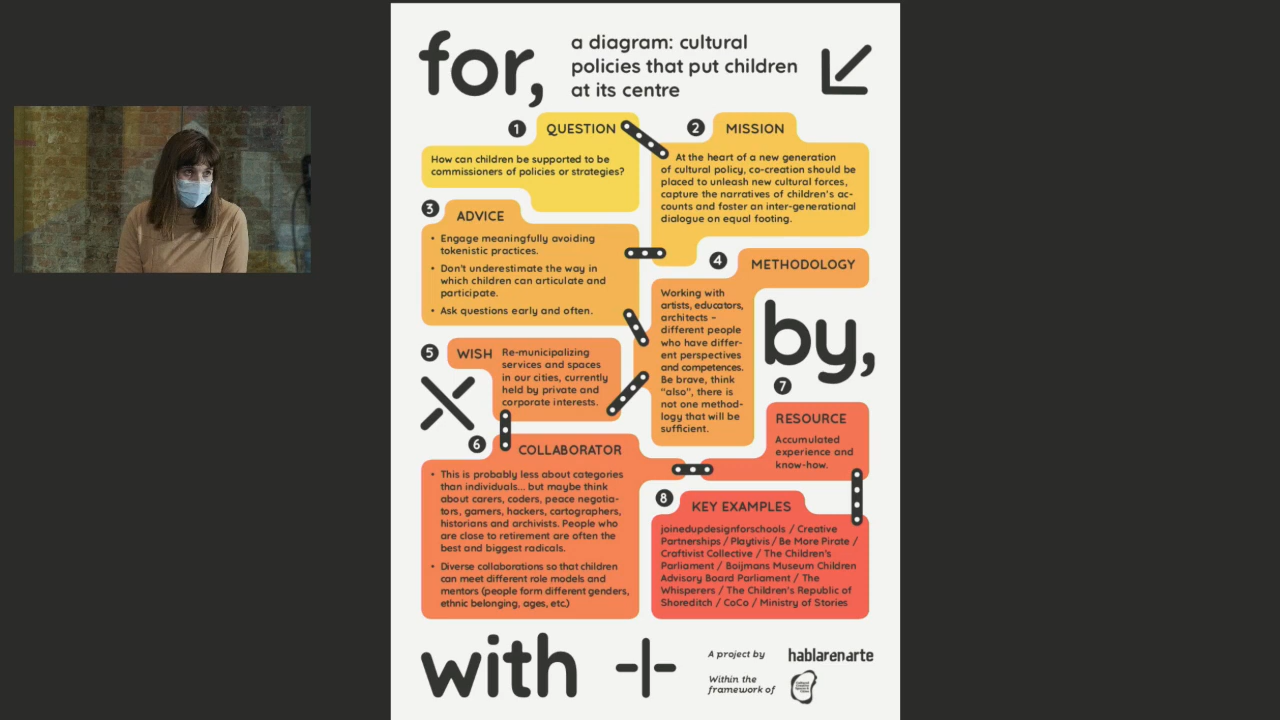 for,
a diagram: cultural
policies that put children
at its centre
1 QUESTION
How can children be supported to be
commissioners of policies or strategies?
2 MISSION
At the heart of a new generation
of cultural policy, co-creation should be
placed to unleash new cultural forces,
capture the narratives of children's ac-
counts and foster an inter-generational
dialogue on equal footing.
3 ADVICE
• Engage meaningfully avoiding
tokenistic practices.
• Don't underestimate the way in
which children can articulate and
participate.
• Ask questions early and often.
4 METHODOLOGY
Working with
artists, educators,
architects –
different people
who have differ-
ent perspectives
and competences.
Be brave, think
"also", there is
not one method-
logy that will be
sufficient.
by,
5 WISH
Re-municipalizing
services and spaces
in our cities, currently
held by private and
corporate interests.
6 COLLABORATOR
• This is probably less about categories
than individuals... but maybe think
about carers, coders, peace negotia-
tors, gamers, hackers, cartographers,
historians and archivists. People who
are close to retirement are often the
best and biggest radicals.
• Diverse collaborations so that children
can meet different role models and
mentors (people form different genders,
ethnic belonging, ages, etc.)
7
RESOURCE
Accumulated
experience and
know-how.
8 KEY EXAMPLES
joinedupdesignforschools / Creative
Partnerships / Playtivis / Be More Pirate /
Craftivist Collective / The Children's
Parliament / Boijmans Museum Children
Advisory Board Parliament / The
Whisperers / The Children's Republic of
Shoreditch / CoCo / Ministry of Stories
with
A project by hablarenarte
Within the
framework of